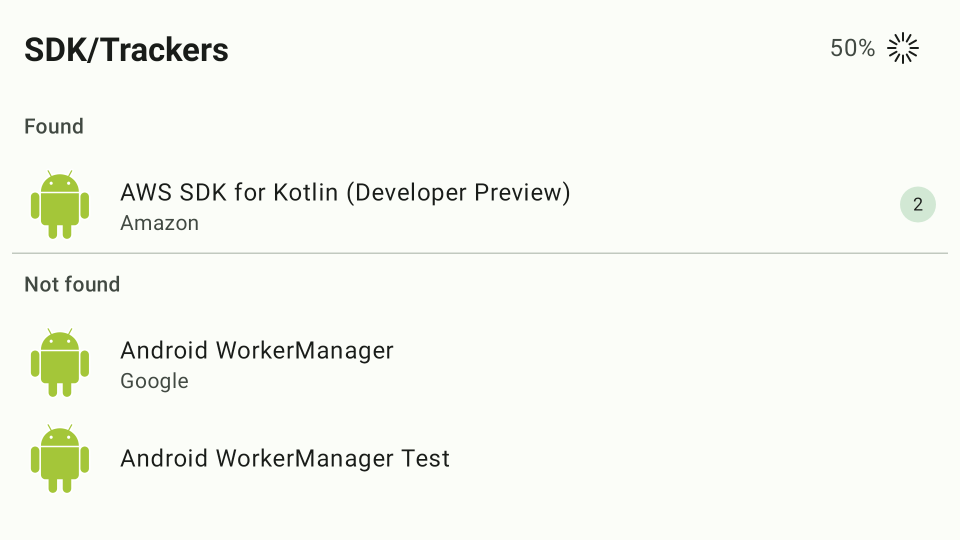 SDK/Trackers
50%
Found
AWS SDK for Kotlin (Developer Preview)
Amazon
2
Not found
Android WorkerManager
Google
Android WorkerManager Test